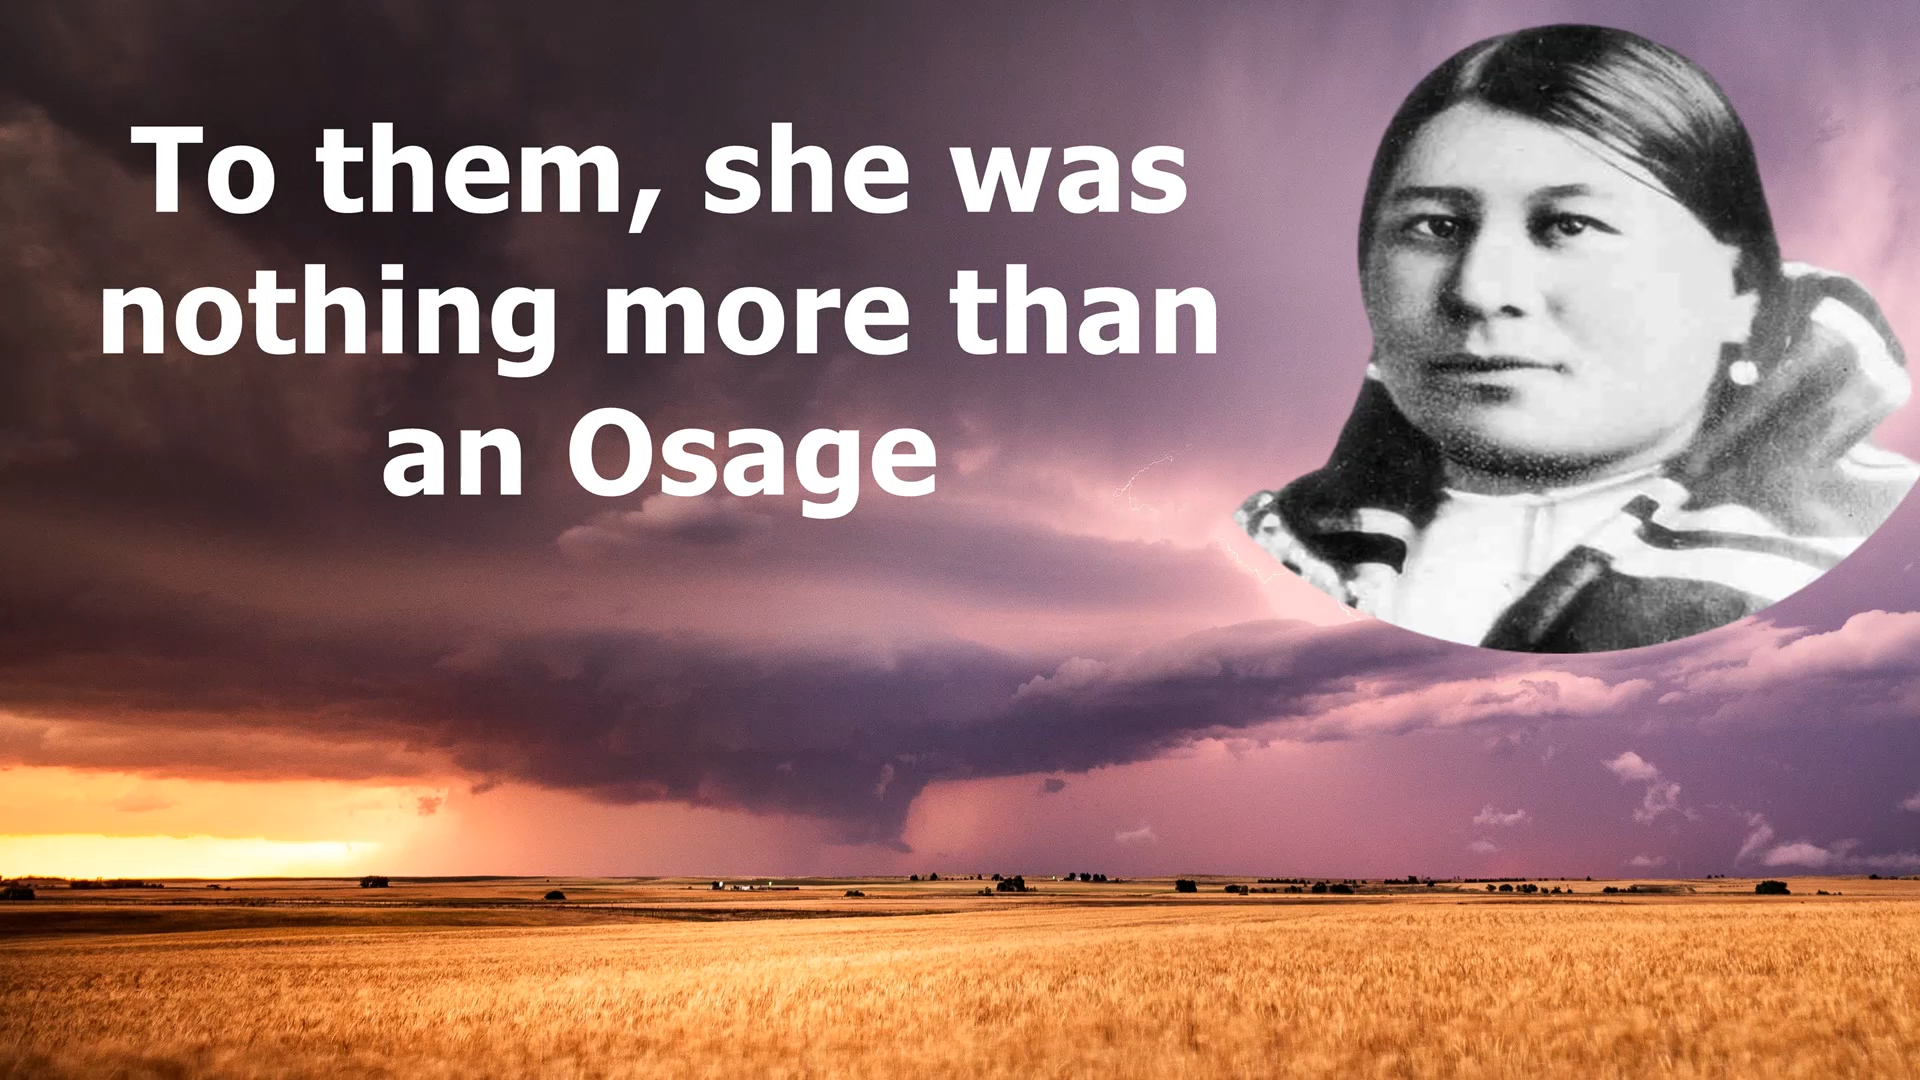 To them, she was
nothing more than
an Osage